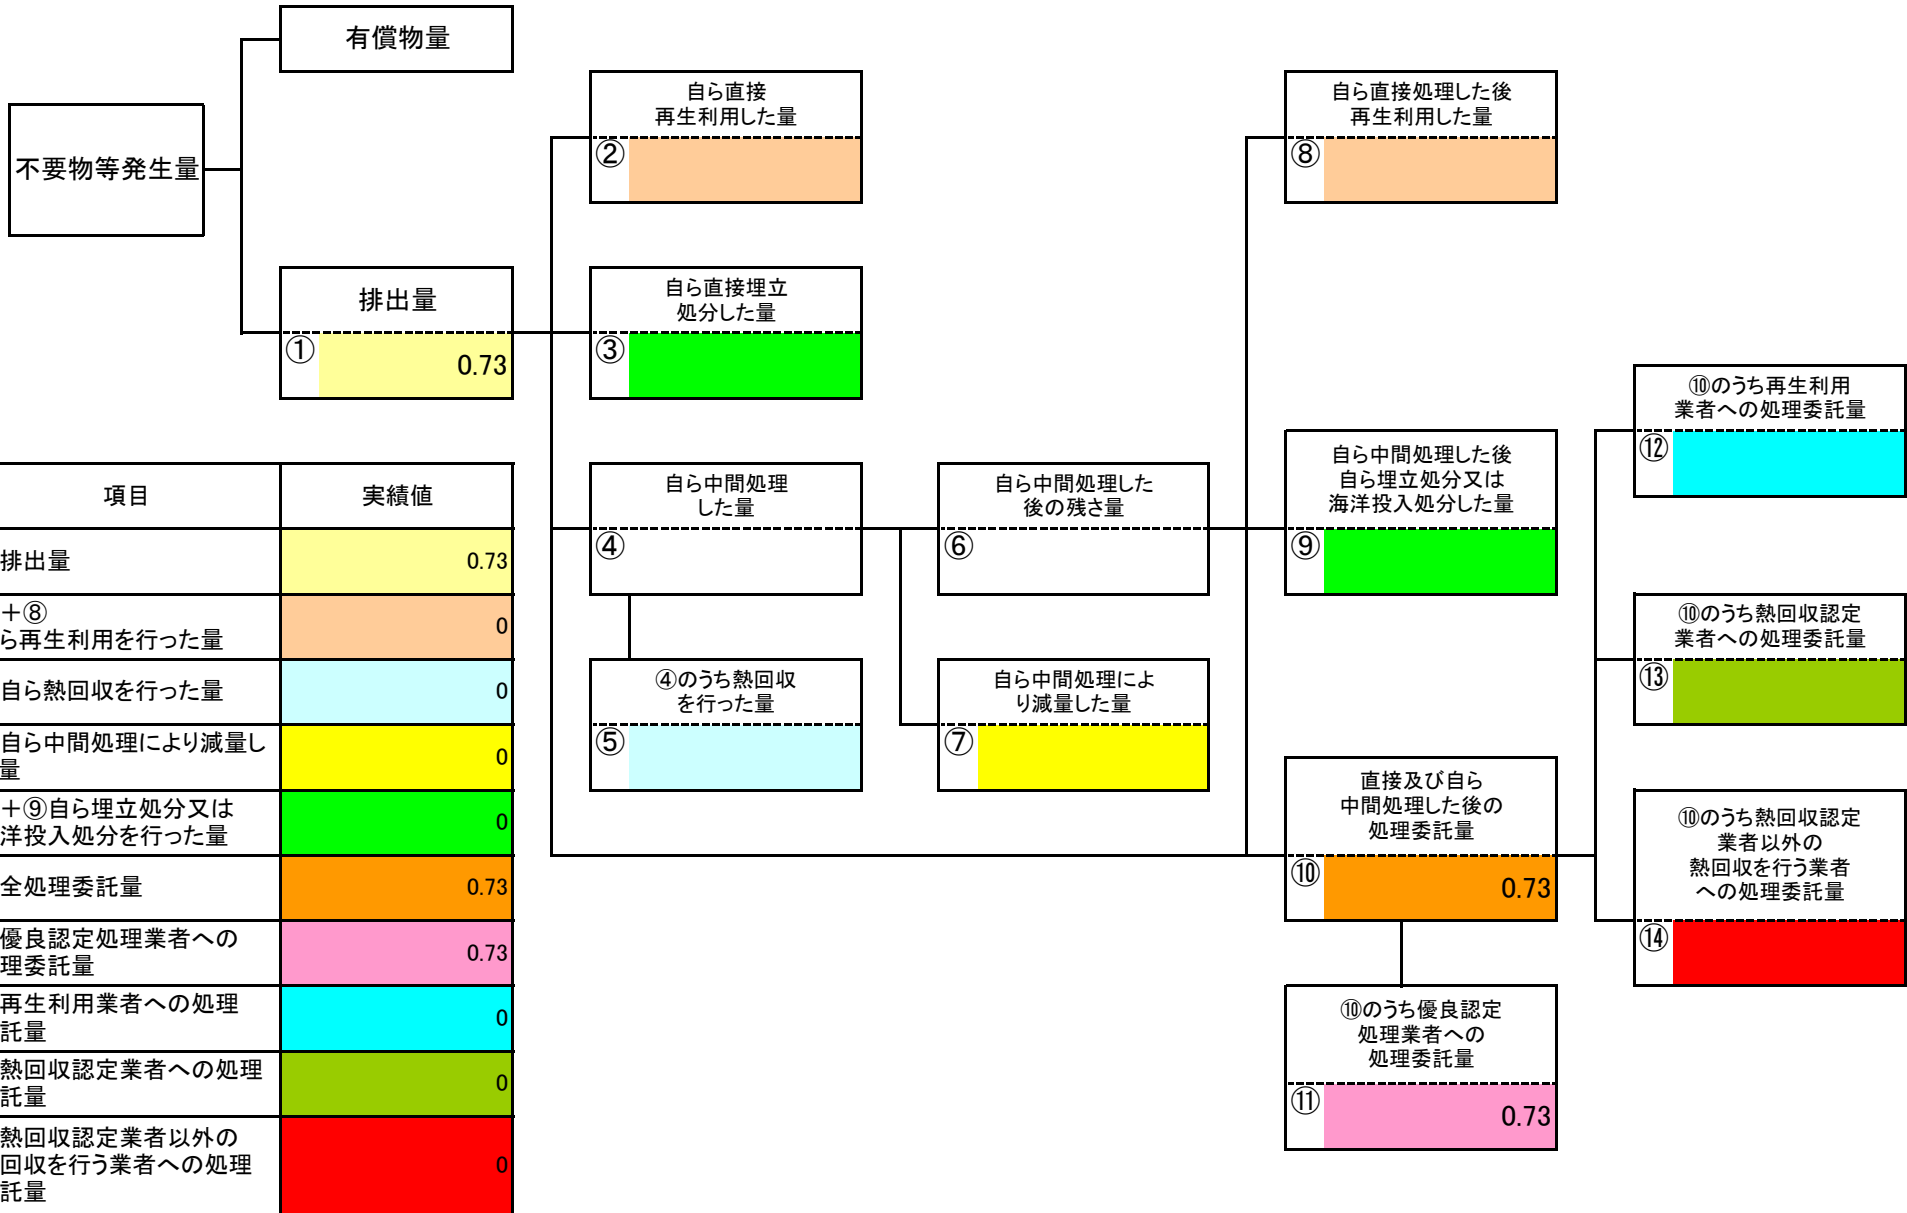 有償物量
不要物等発生量
排出量
①
0.73
自ら直接
再生利用した量
②
自ら直接埋立
処分した量
③
自ら中間処理
した量
④
④のうち熱回収
を行った量
⑤
自ら中間処理した
後の残さ量
⑥
自ら中間処理によ
り減量した量
⑦
自ら直接処理した後
再生利用した量
⑧
自ら中間処理した後
自ら埋立処分又は
海洋投入処分した量
⑨
直接及び自ら
中間処理した後の
処理委託量
⑩
0.73
⑩のうち優良認定
処理業者への
処理委託量
⑪
0.73
⑩のうち再生利用
業者への処理委託量
⑫
⑩のうち熱回収認定
業者への処理委託量
⑬
⑩のうち熱回収認定
業者以外の
熱回収を行う業者
への処理委託量
⑭
項目 実績値
排出量 0.73
+⑧
ら再生利用を行った量 0
自ら熱回収を行った量 0
自ら中間処理により減量し
量 0
+⑨自ら埋立処分又は
洋投入処分を行った量 0
全処理委託量 0.73
優良認定処理業者への
理委託量 0.73
再生利用業者への処理
託量 0
熱回収認定業者への処理
託量 0
熱回収認定業者以外の
回収を行う業者への処理
託量 0